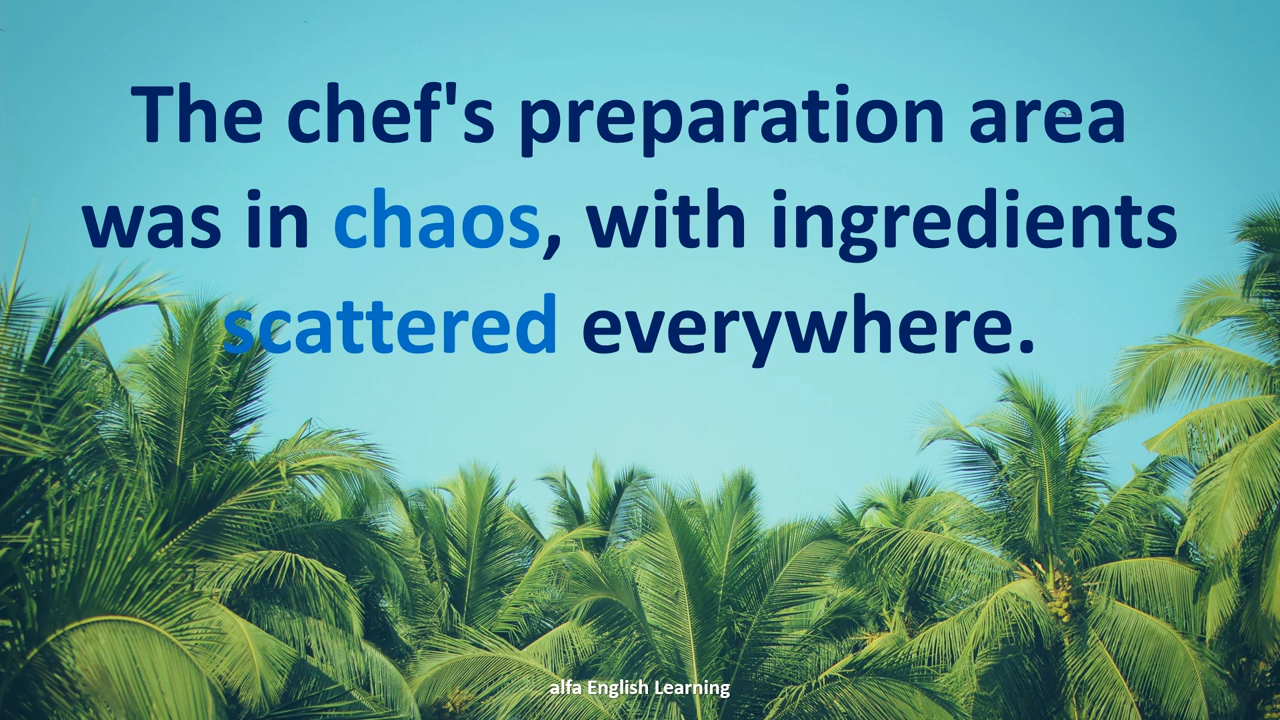 The chef's preparation area
was in chaos, with ingredients
scattered everywhere.
alfa English Learning